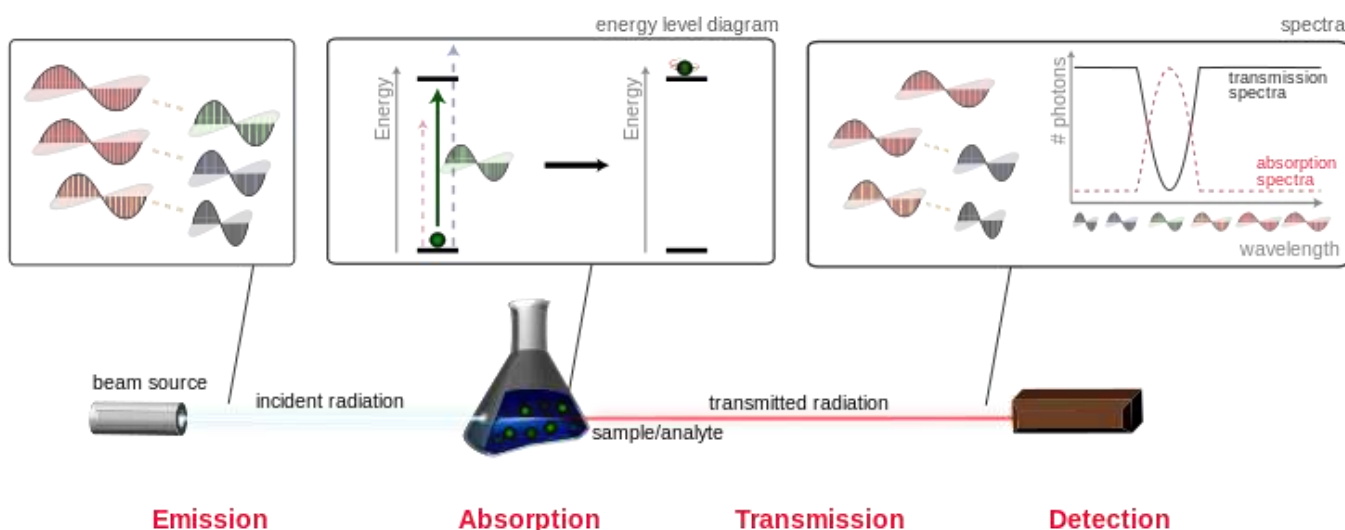 energy level diagram
spectra
Energy
Energy
# photons
transmission
spectra
absorption
spectra
wavelength
beam source
incident radiation
transmitted radiation
sample/analyte
Emission
Absorption
Transmission
Detection